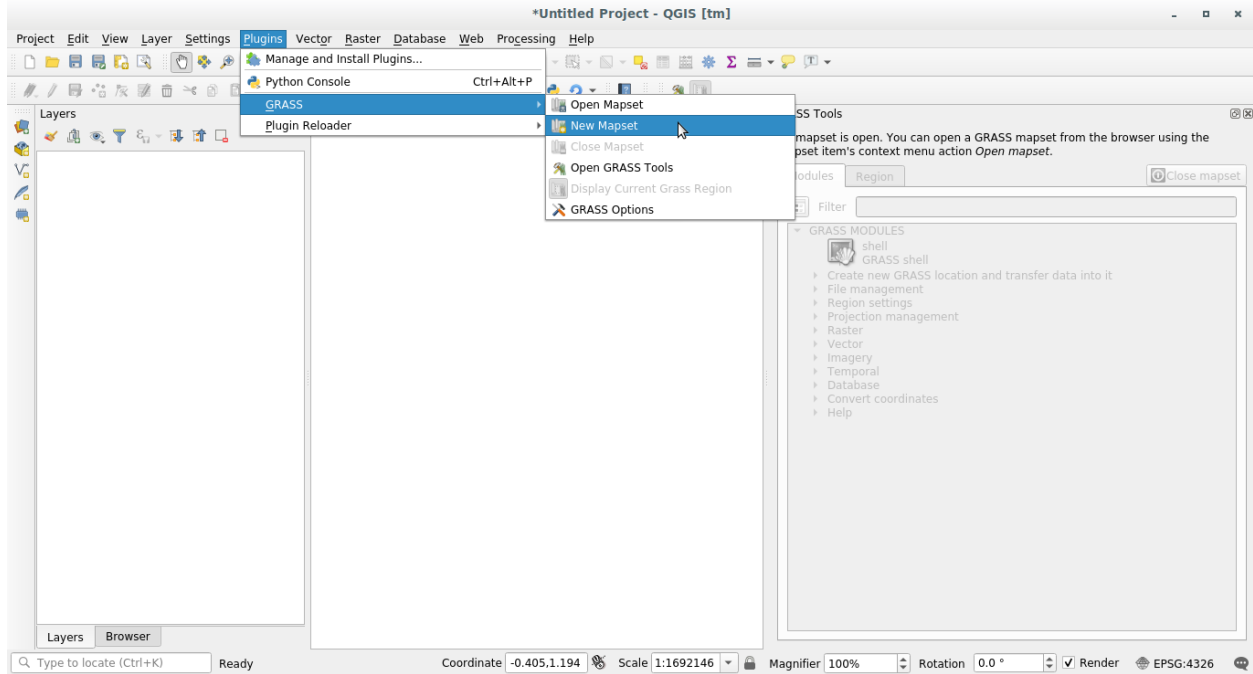 *Untitled Project - QGIS [tm]
Project Edit View Layer Settings Plugins Vector Raster Database Web Processing Help
Manage and Install Plugins...
Python Console Ctrl+Alt+P
GRASS
Plugin Reloader
Open Mapset
New Mapset
Close Mapset
Open GRASS Tools
Display Current Grass Region
GRASS Options
Layers
SS Tools
mapset is open. You can open a GRASS mapset from the browser using the
pset item's context menu action Open mapset.
odules Region Close mapset
Filter
GRASS MODULES
shell
GRASS shell
Create new GRASS location and transfer data into it
File management
Region settings
Projection management
Raster
Vector
Imagery
Temporal
Database
Convert coordinates
Help
Layers Browser
Type to locate (Ctrl+K) Ready Coordinate -0.405,1.194 Scale 1:1692146 Magnifier 100% Rotation 0.0 ° Render EPSG:4326